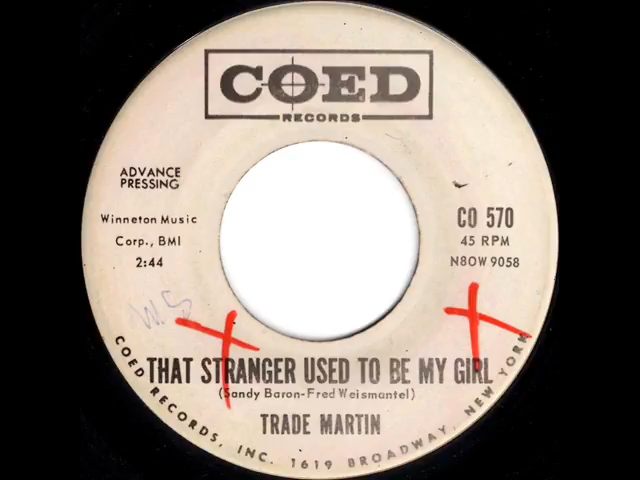 COED
RECORDS
ADVANCE
PRESSING
Winneton Music
Corp., BMI
2:44
CO 570
45 RPM
N8OW 9058
W.S
THAT STRANGER USED TO BE MY GIRL
(Sandy Baron-Fred Weismantel)
TRADE MARTIN
COED RECORDS, INC. 1619 BROADWAY, NEW YORK